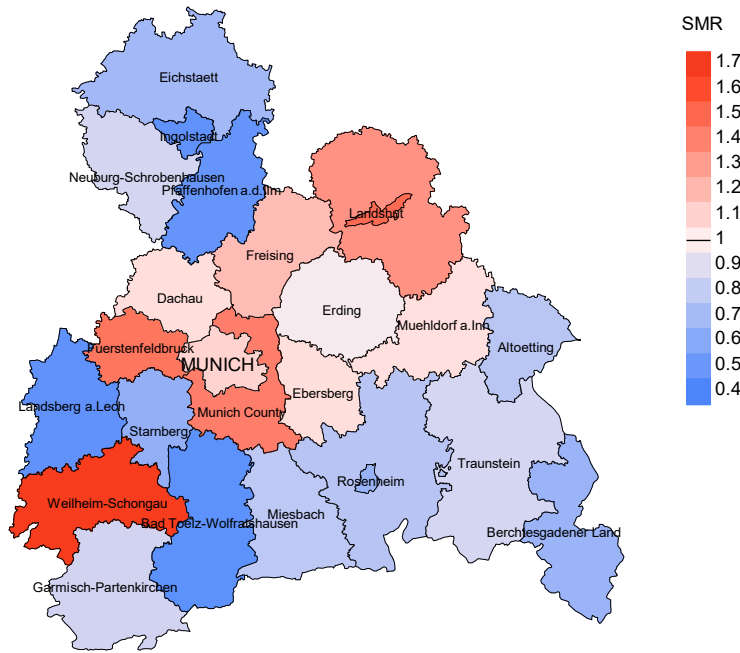 SMR
1.7
1.6
1.5
1.4
1.3
1.2
1.1
1
0.9
0.8
0.7
0.6
0.5
0.4
Eichstaett
Ingolstadt
Neuburg-Schrobenhausen
Pfaffenhofen a.d.Ilm
Landshut
Freising
Dachau
Erding
Muehldorf a.Inn
Altoetting
Fuerstenfeldbruck
MUNICH
Ebersberg
Landsberg a.Lech
Munich County
Starnberg
Traunstein
Rosenheim
Weilheim-Schongau
Miesbach
Bad Toelz-Wolfratshausen
Berchtesgadener Land
Garmisch-Partenkirchen